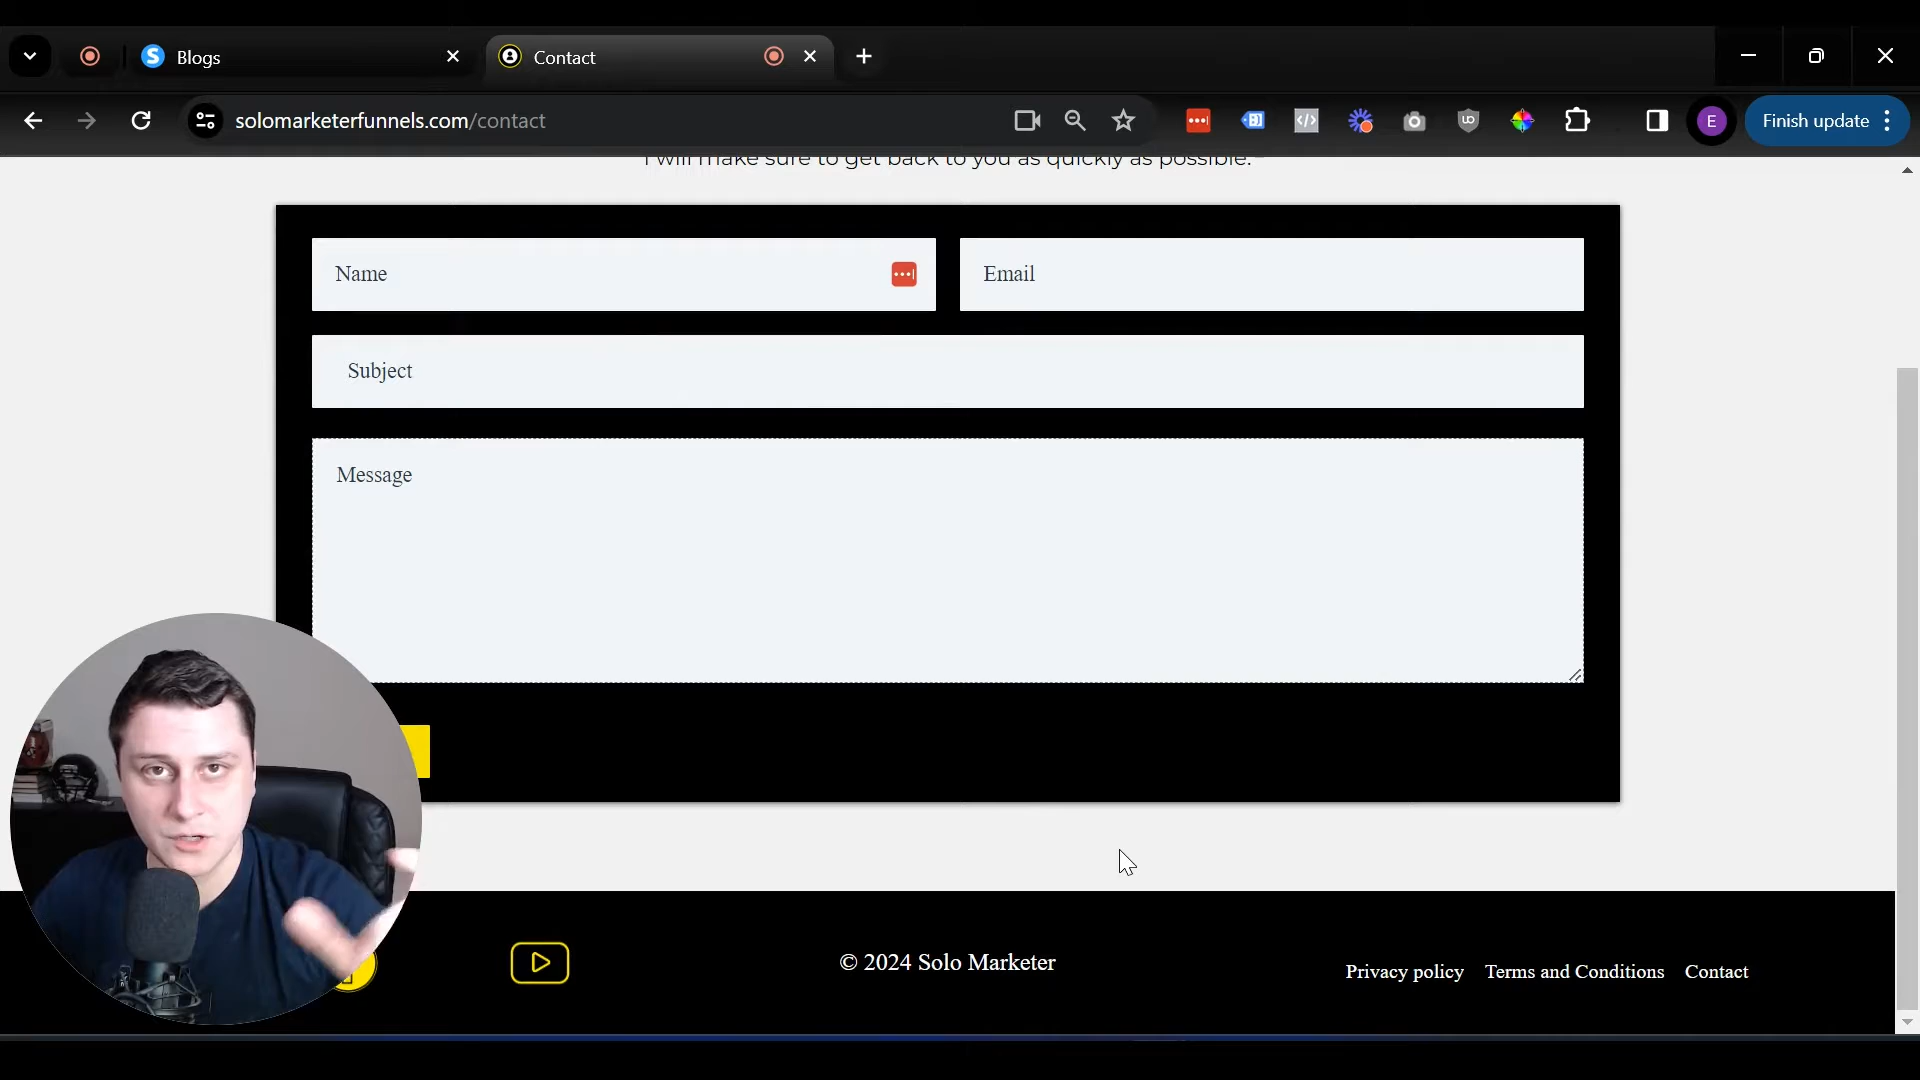 Blogs
Contact
solomarketerfunnels.com/contact
E
Finish update
I will make sure to get back to you as quickly as possible.
Name
Email
Subject
Message
© 2024 Solo Marketer
Privacy policy
Terms and Conditions
Contact